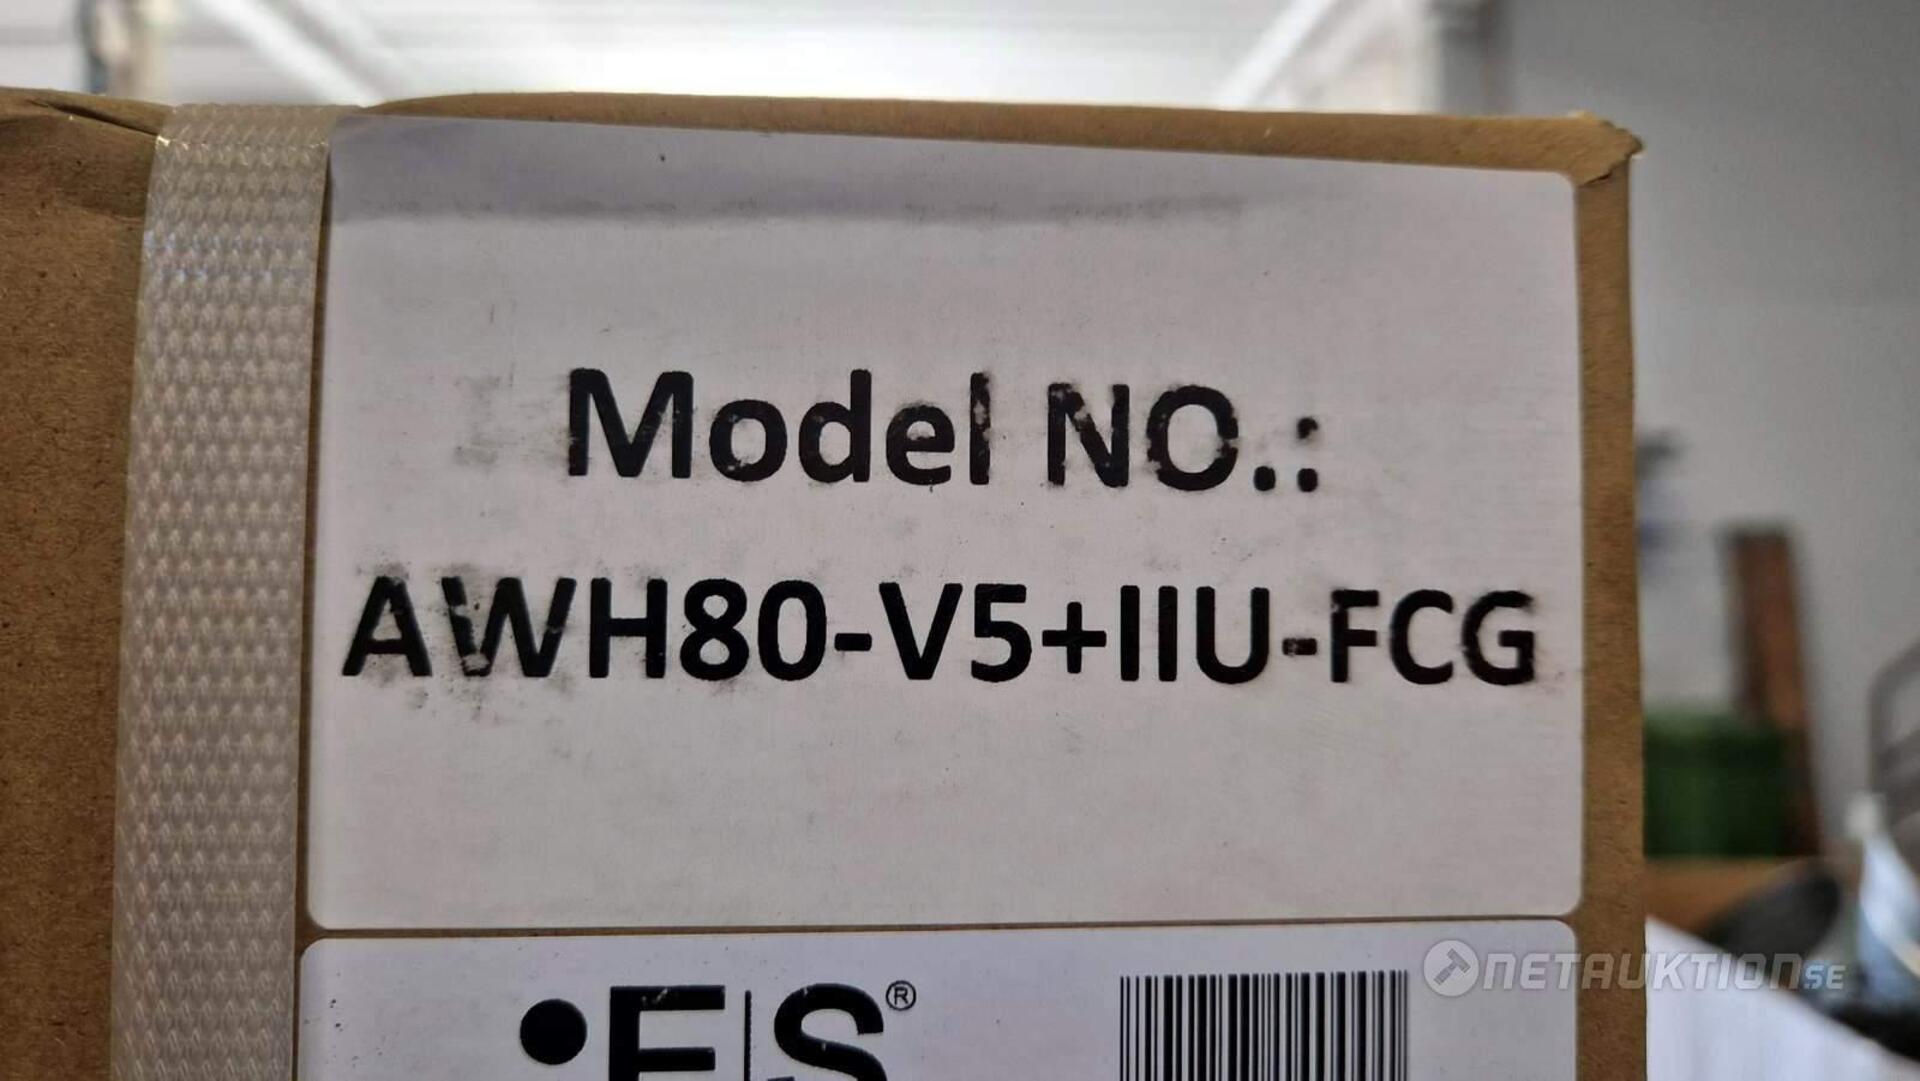 Model NO.:
AWH80-V5+IIU-FCG
NETAUKTION.SE